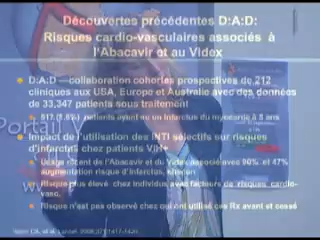 Découvertes précédentes D:A:D:
Risques cardio-vasculaires associés à
l'Abacavir et au Videx
D:A:D — collaboration cohortes prospectives de 212
cliniques aux USA, Europe et Australie avec des données
de 33,347 patients sous traitement
517 patients ayant eu un infarctus du myocarde à 5 ans
Portail
Impact de l'utilisation des INTI sélectifs sur risques
d'infarctus chez patients VIH+
Usage récent de l'Abacavir et du Videx associé avec 90% et 47%
augmentation risque d'infarctus,
Risque plus élevé chez individus avec facteurs de risques cardio-
vasc.
Risque n'est pas observé chez qui ont utilisé ces Rx avant et cessé